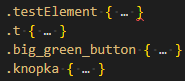 .testElement { … }
.t { … }
.big_green_button { … }
.knopka { … }